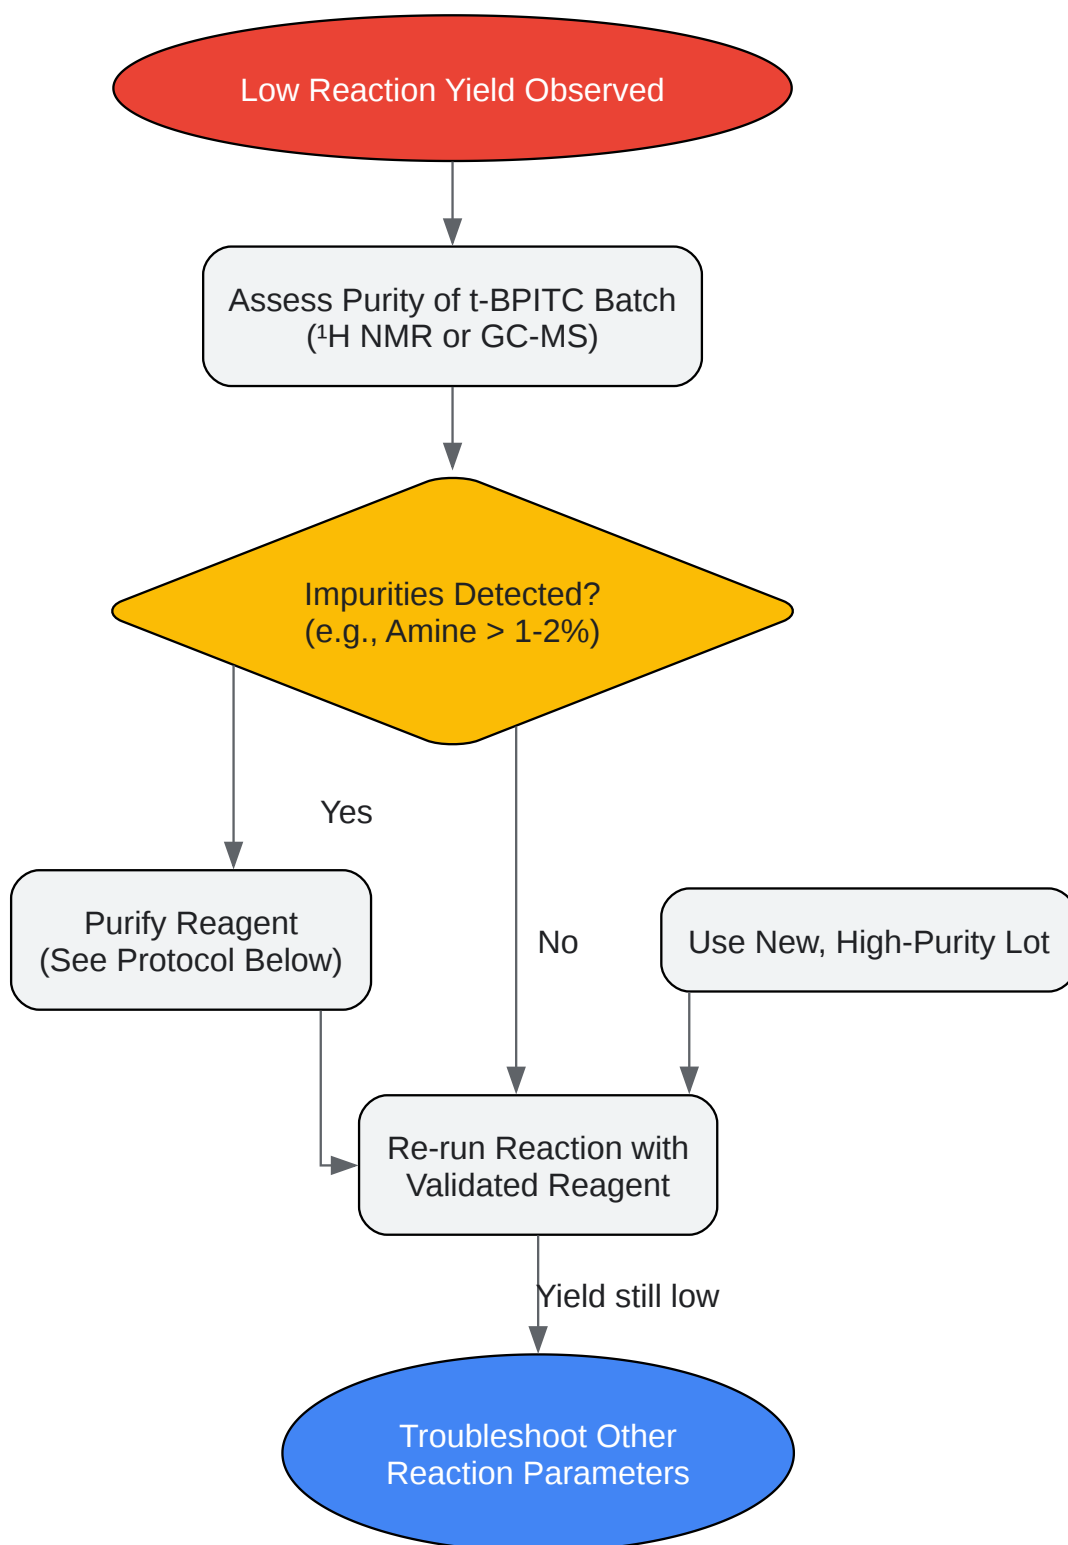 Low Reaction Yield Observed
Assess Purity of t-BPITC Batch
(¹H NMR or GC-MS)
Impurities Detected?
(e.g., Amine > 1-2%)
Yes
Purify Reagent
(See Protocol Below)
No
Use New, High-Purity Lot
Re-run Reaction with
Validated Reagent
Yield still low
Troubleshoot Other
Reaction Parameters